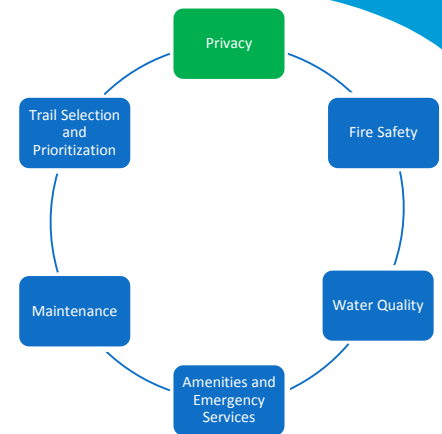 Privacy
Fire Safety
Water Quality
Amenities and
Emergency
Services
Maintenance
Trail Selection
and
Prioritization